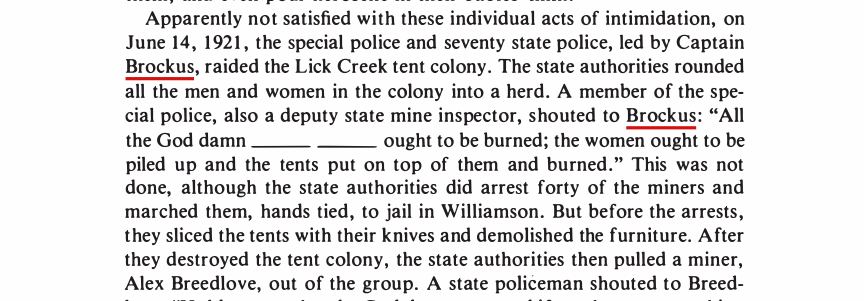 Apparently not satisfied with these individual acts of intimidation, on
June 14, 1921, the special police and seventy state police, led by Captain
Brockus, raided the Lick Creek tent colony. The state authorities rounded
all the men and women in the colony into a herd. A member of the spe-
cial police, also a deputy state mine inspector, shouted to Brockus: “All
the God damn ______ ______ ought to be burned; the women ought to be
piled up and the tents put on top of them and burned.” This was not
done, although the state authorities did arrest forty of the miners and
marched them, hands tied, to jail in Williamson. But before the arrests,
they sliced the tents with their knives and demolished the furniture. After
they destroyed the tent colony, the state authorities then pulled a miner,
Alex Breedlove, out of the group. A state policeman shouted to Breed-